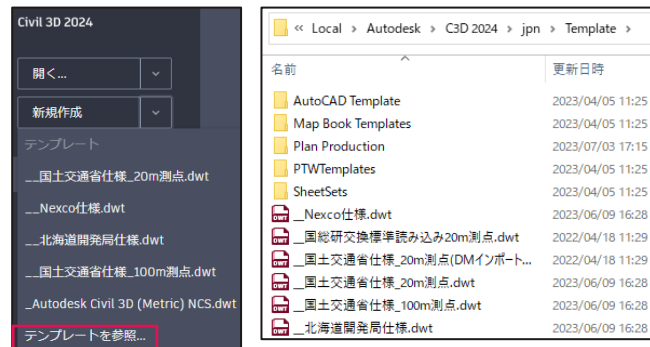 Civil 3D 2024
開く...
新規作成
テンプレート
__国土交通省仕様_20m測点.dwt
__Nexco仕様.dwt
__北海道開発局仕様.dwt
__国土交通省仕様_100m測点.dwt
_Autodesk Civil 3D (Metric) NCS.dwt
テンプレートを参照...
« Local › Autodesk › C3D 2024 › jpn › Template ›
名前 更新日時
AutoCAD Template 2023/04/05 11:25
Map Book Templates 2023/04/05 11:25
Plan Production 2023/07/03 17:15
PTWTemplates 2023/04/05 11:25
SheetSets 2023/04/05 11:25
__Nexco仕様.dwt 2023/06/09 16:28
__国総研交換標準読み込み20m測点.dwt 2022/04/18 11:29
__国土交通省仕様_20m測点(DMインポート... 2022/04/18 11:29
__国土交通省仕様_20m測点.dwt 2023/06/09 16:28
__国土交通省仕様_100m測点.dwt 2023/06/09 16:28
__北海道開発局仕様.dwt 2023/06/09 16:28